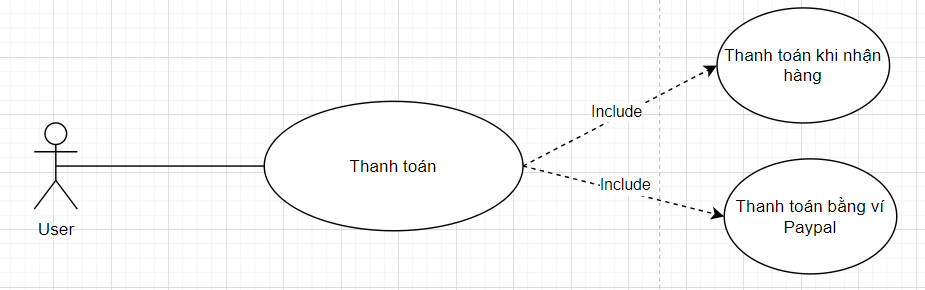 Thanh toán khi nhận
hàng
Include
Thanh toán
Include
Thanh toán bằng ví
Paypal
User